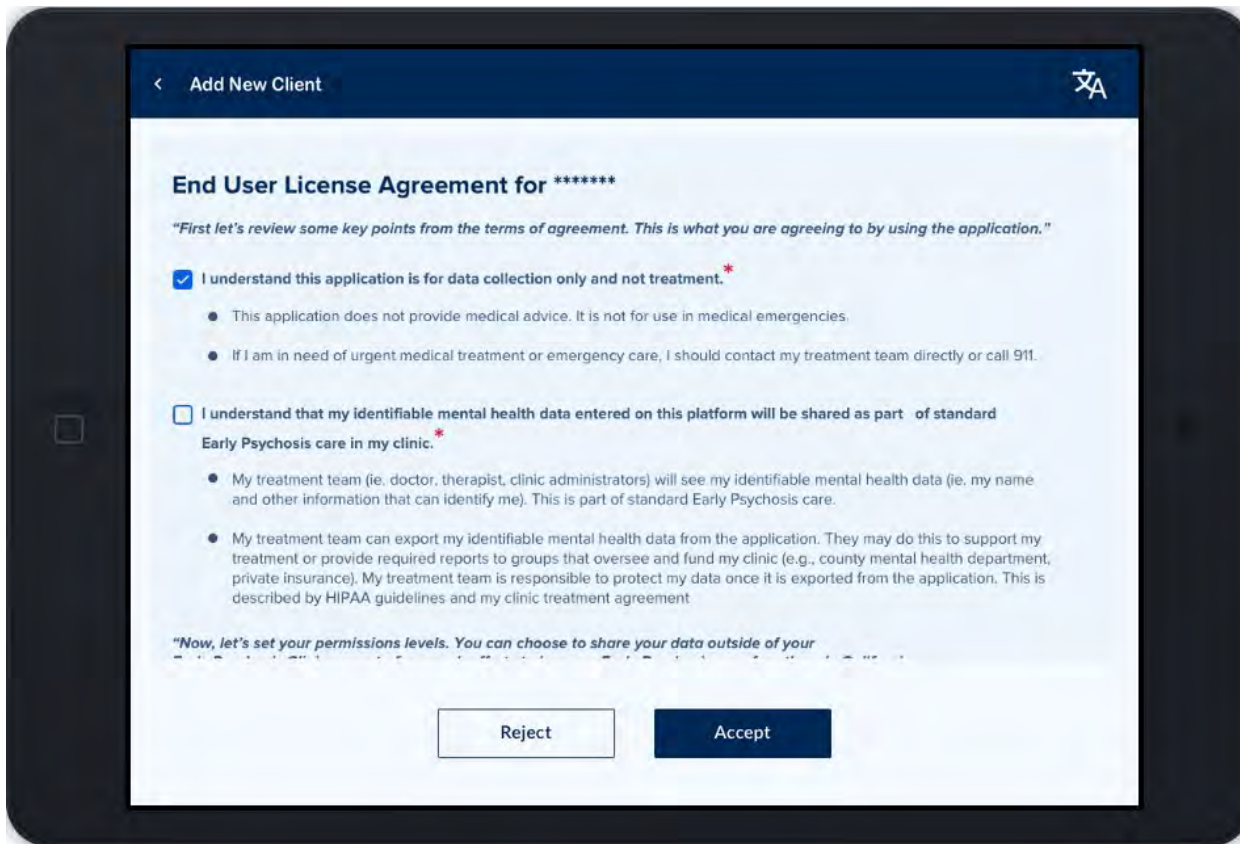 Add New Client
End User License Agreement for *******
“First let’s review some key points from the terms of agreement. This is what you are agreeing to by using the application.”
I understand this application is for data collection only and not treatment.*
This application does not provide medical advice. It is not for use in medical emergencies.
If I am in need of urgent medical treatment or emergency care, I should contact my treatment team directly or call 911.
I understand that my identifiable mental health data entered on this platform will be shared as part of standard
Early Psychosis care in my clinic.*
My treatment team (ie. doctor, therapist, clinic administrators) will see my identifiable mental health data (ie. my name
and other information that can identify me). This is part of standard Early Psychosis care.
My treatment team can export my identifiable mental health data from the application. They may do this to support my
treatment or provide required reports to groups that oversee and fund my clinic (e.g., county mental health department,
private insurance). My treatment team is responsible to protect my data once it is exported from the application. This is
described by HIPAA guidelines and my clinic treatment agreement
“Now, let’s set your permissions levels. You can choose to share your data outside of your
Reject
Accept